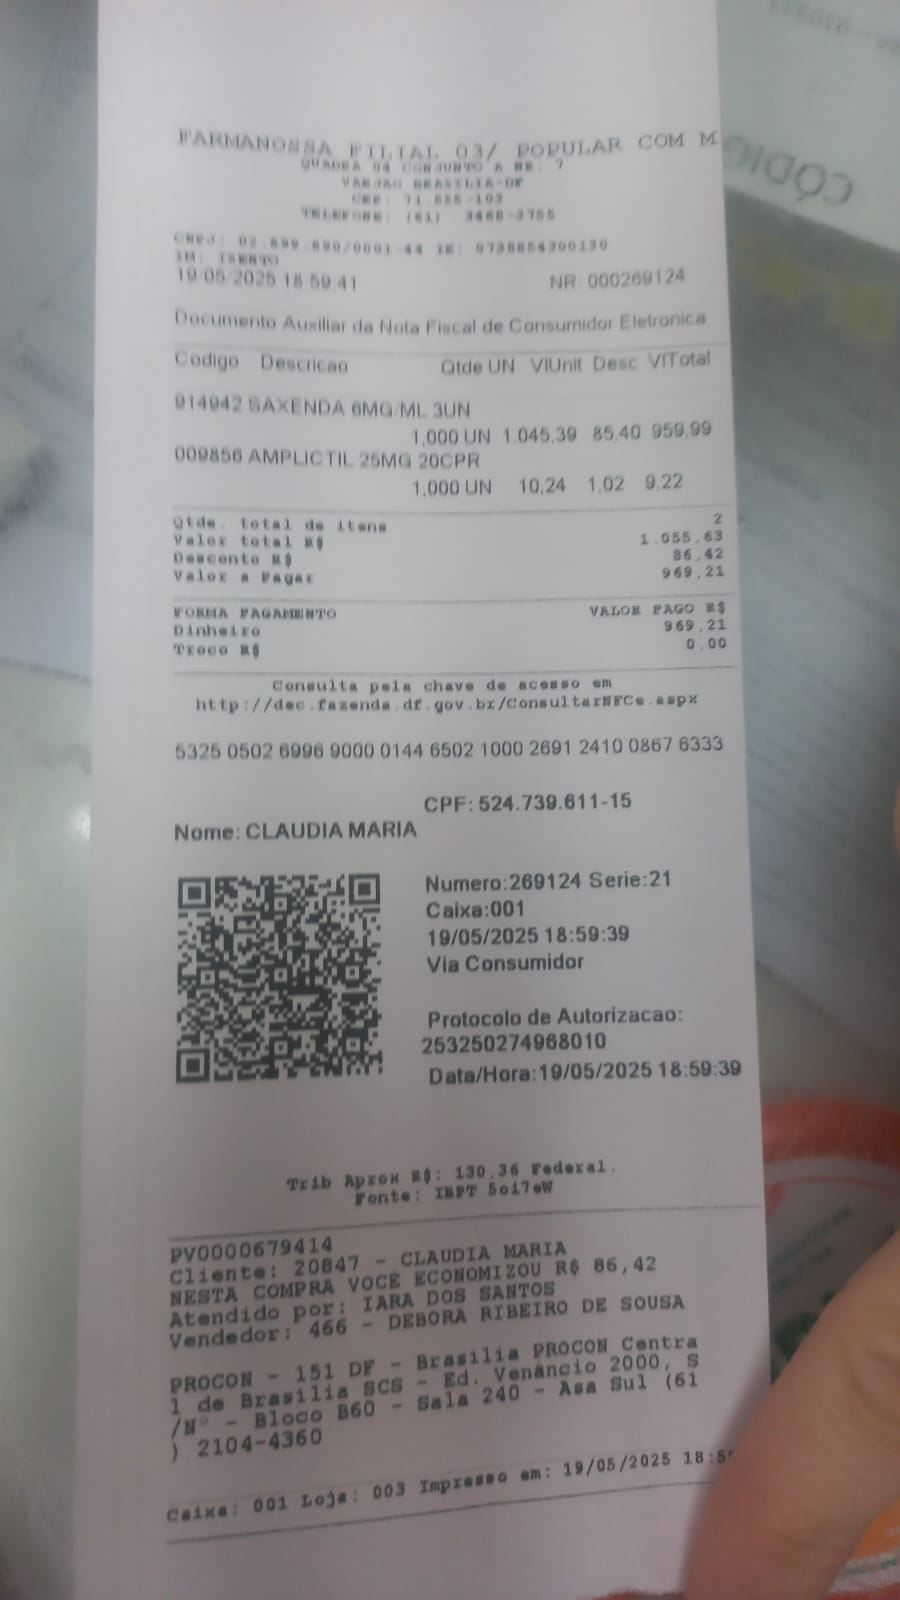 FARMANOSSA FILIAL 03/ POPULAR COM M
QUADRA 04 CONJUNTO A NR. 7
VARJAO BRASILIA-DF
CEP: 71.555-103
TELEFONE: (61) 3468-3755
CNPJ: 02.699.690/0001-44 IE: 0738854300130
IM: ISENTO
19/05/2025 18:59:41 NR: 000269124
Documento Auxiliar da Nota Fiscal de Consumidor Eletronica
Codigo Descricao Qtde UN VlUnit Desc VlTotal
914942 SAXENDA 6MG/ML 3UN
1,000 UN 1.045,39 85,40 959,99
009856 AMPLICTIL 25MG 20CPR
1,000 UN 10,24 1,02 9,22
Qtde. total de itens 2
Valor total R$ 1.055,63
Desconto R$ 86,42
Valor a Pagar 969,21
FORMA PAGAMENTO VALOR PAGO R$
Dinheiro 969,21
Troco R$ 0,00
Consulta pela chave de acesso em
http://dec.fazenda.df.gov.br/ConsultarNFCe.aspx
5325 0502 6996 9000 0144 6502 1000 2691 2410 0867 6333
CPF: 524.739.611-15
Nome: CLAUDIA MARIA
Numero:269124 Serie:21
Caixa:001
19/05/2025 18:59:39
Via Consumidor
Protocolo de Autorizacao:
253250274968010
Data/Hora:19/05/2025 18:59:39
Trib Aprox R$: 130,36 Federal.
Fonte: IBPT 5oi7eW
PV0000679414
Cliente: 20847 - CLAUDIA MARIA
NESTA COMPRA VOCÊ ECONOMIZOU R$ 86,42
Atendido por: IARA DOS SANTOS
Vendedor: 466 - DEBORA RIBEIRO DE SOUSA
PROCON - 151 DF - Brasilia PROCON Centra
l de Brasilia SCS - Ed. Venâncio 2000, S
/Nº - Bloco B60 - Sala 240 - Asa Sul (61
) 2104-4360
Caixa: 001 Loja: 003 Impresso em: 19/05/2025 18:5
CÓDIG